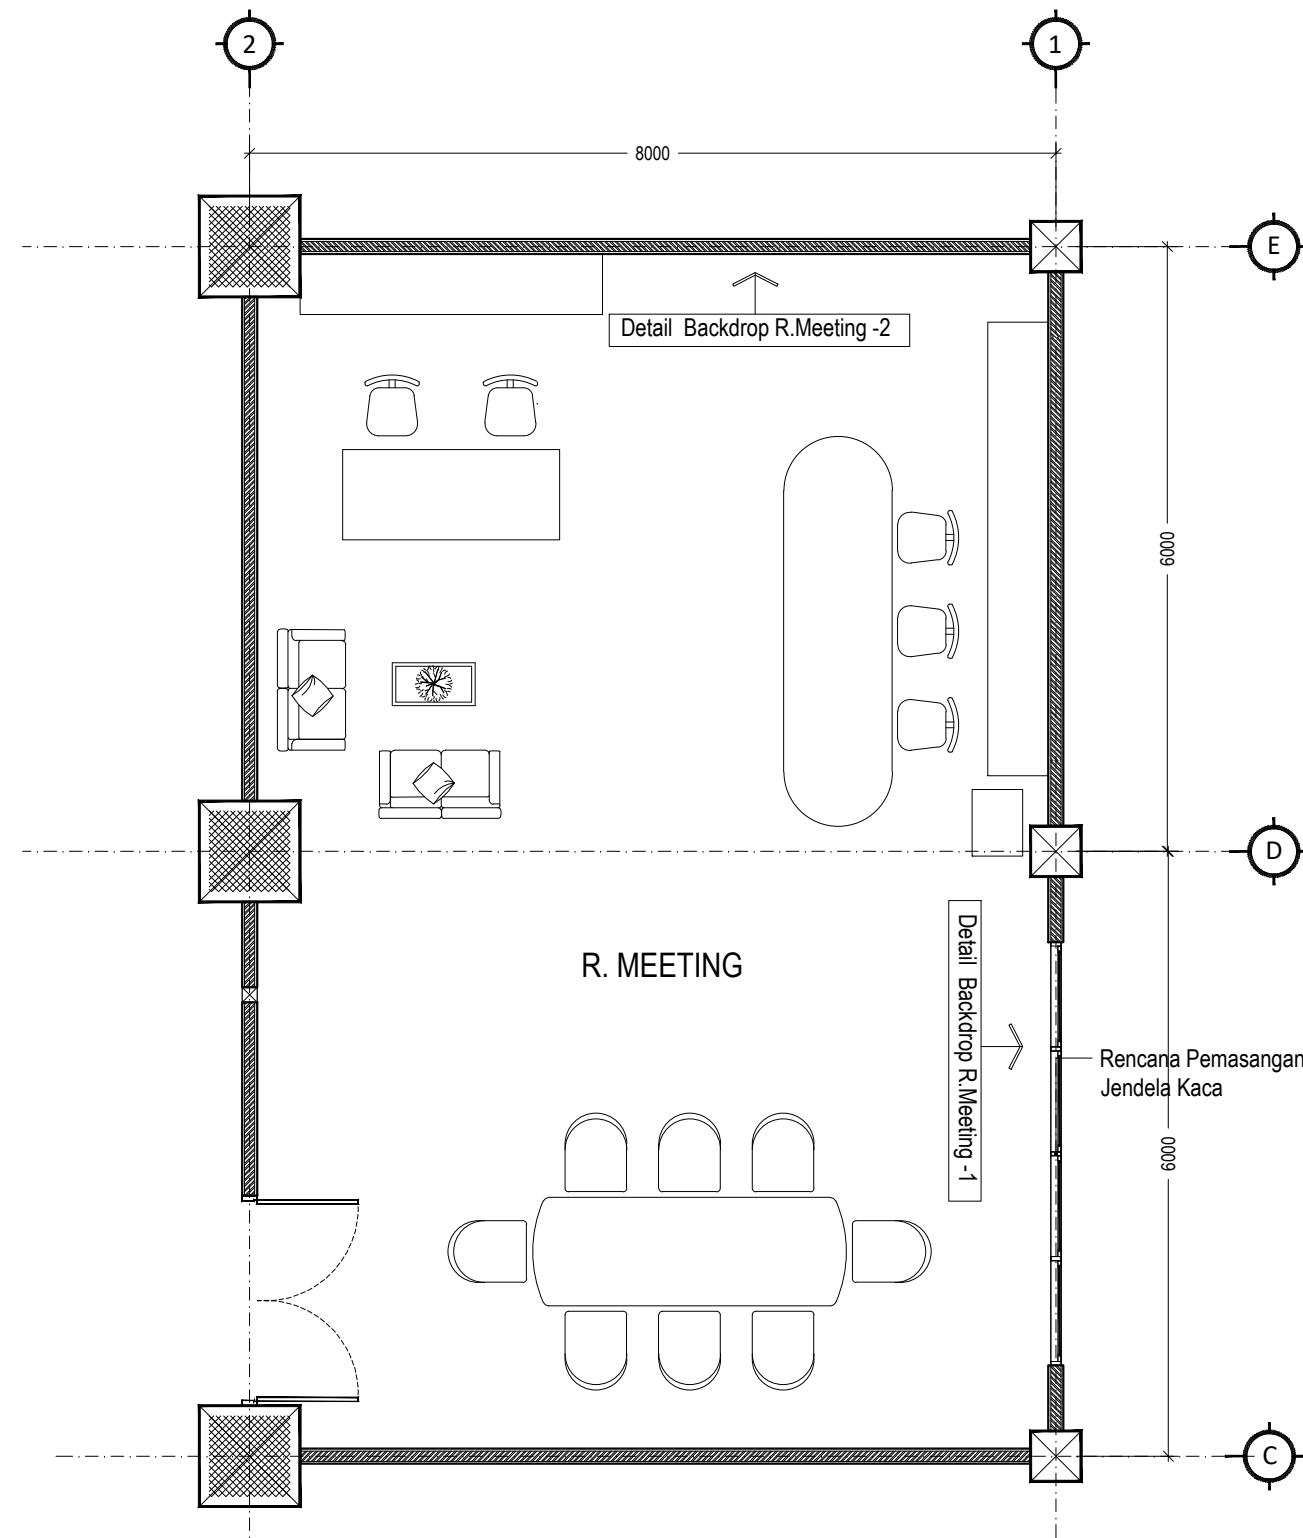 2
1
8000
E
Detail Backdrop R.Meeting -2
6000
D
R. MEETING
Detail Backdrop R.Meeting -1
Rencana Pemasangan
Jendela Kaca
6000
C